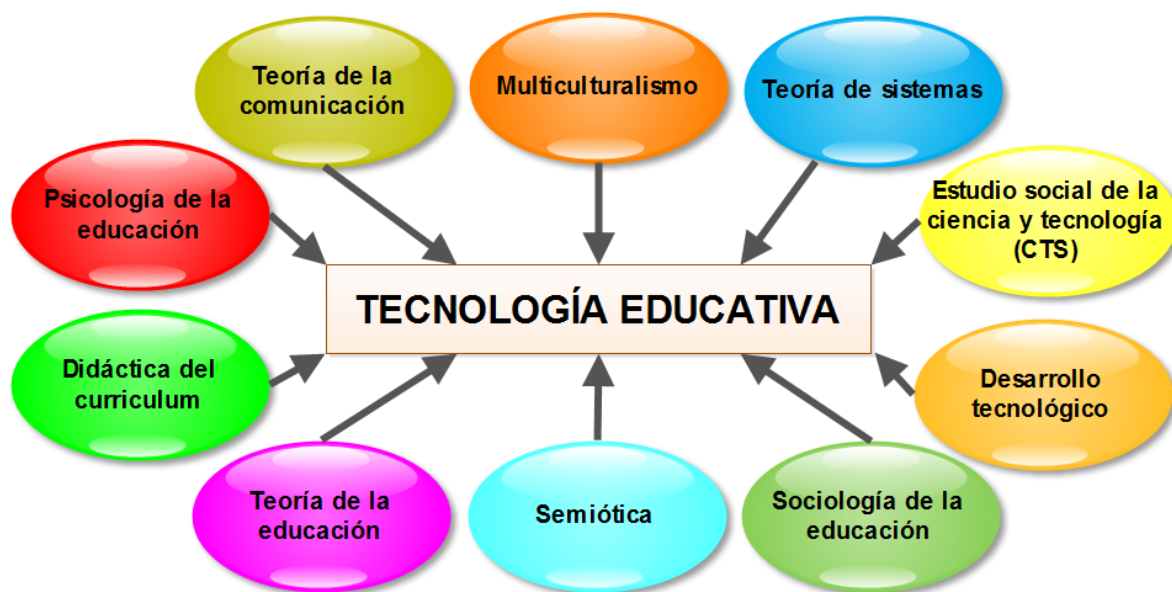 Teoría de la
comunicación
Multiculturalismo
Teoría de sistemas
Psicología de la
educación
Estudio social de la
ciencia y tecnología
(CTS)
TECNOLOGÍA EDUCATIVA
Didáctica del
curriculum
Desarrollo
tecnológico
Teoría de la
educación
Semiótica
Sociología de la
educación